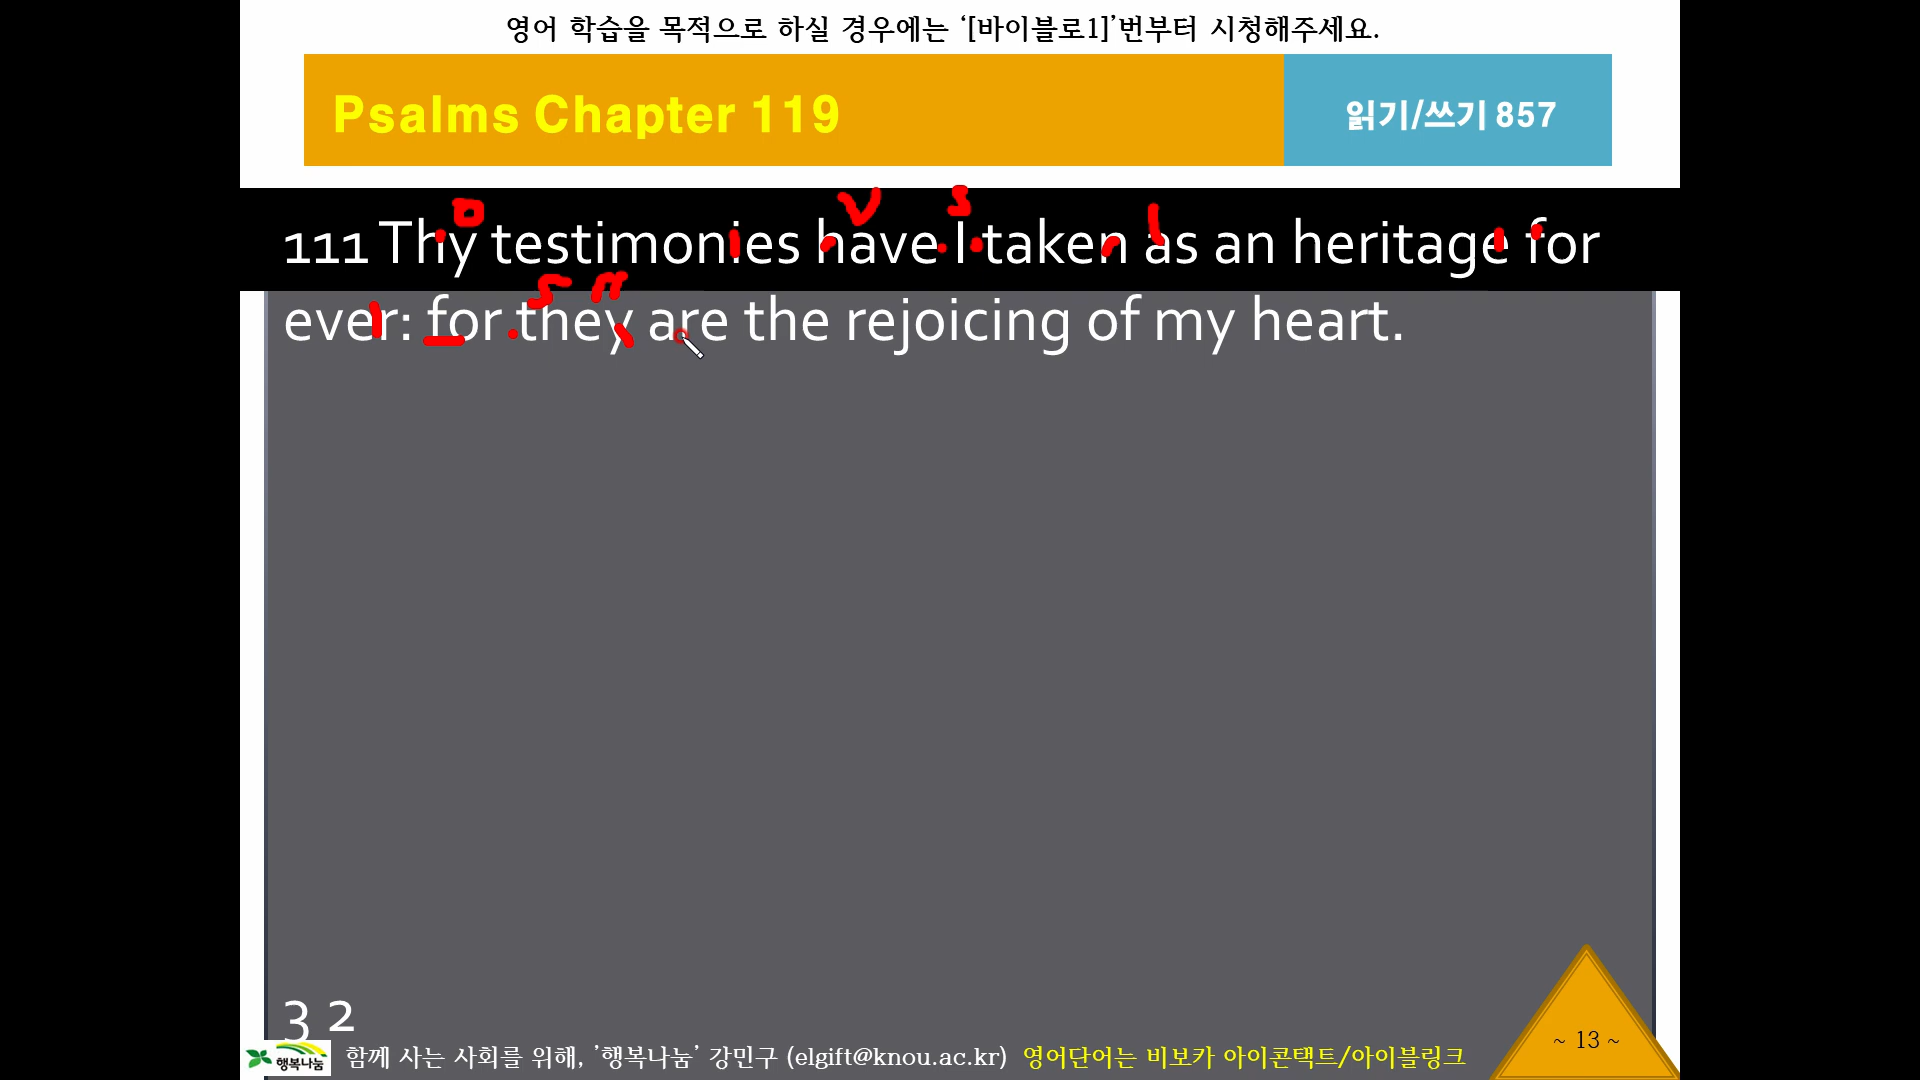 영어 학습을 목적으로 하실 경우에는 ‘[바이블로1]’번부터 시청해주세요.
Psalms Chapter 119
읽기/쓰기 857
111 Thy testimonies have I taken as an heritage for
ever: for they are the rejoicing of my heart.
3 2
행복나눔 함께 사는 사회를 위해, ’행복나눔’ 강민구 (elgift@knou.ac.kr) 영어단어는 비보카 아이콘택트/아이블링크
~ 13 ~